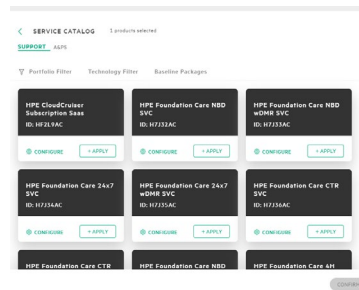 SERVICE CATALOG 1 products selected
SUPPORT A&PS
Portfolio Filter Technology Filter Baseline Packages
HPE CloudCruiser Subscription Saas
ID: HF2L9AC
CONFIGURE + APPLY
HPE Foundation Care NBD SVC
ID: H7J32AC
CONFIGURE + APPLY
HPE Foundation Care NBD wDMR SVC
ID: H7J33AC
CONFIGURE + APPLY
HPE Foundation Care 24x7 SVC
ID: H7J34AC
CONFIGURE + APPLY
HPE Foundation Care 24x7 wDMR SVC
ID: H7J35AC
CONFIGURE + APPLY
HPE Foundation Care CTR SVC
ID: H7J36AC
CONFIGURE + APPLY
HPE Foundation Care CTR
HPE Foundation Care NBD
HPE Foundation Care 4H
CONFIRM